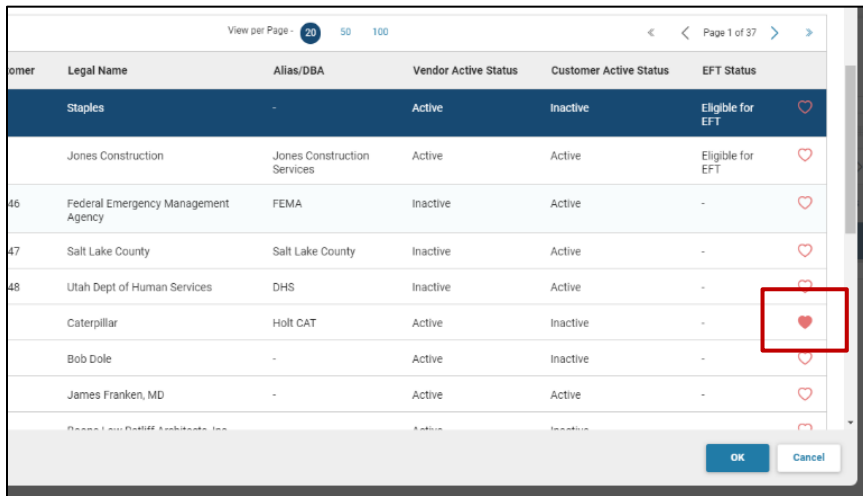 View per Page - 20 50 100 Page 1 of 37
omer Legal Name Alias/DBA Vendor Active Status Customer Active Status EFT Status
Staples - Active Inactive Eligible for
EFT
Jones Construction Jones Construction Active Active Eligible for
Services EFT
46 Federal Emergency Management FEMA Inactive Active -
Agency
47 Salt Lake County Salt Lake County Inactive Active -
48 Utah Dept of Human Services DHS Inactive Active -
Caterpillar Holt CAT Active Inactive -
Bob Dole - Active Inactive -
James Franken, MD - Active Active -
OK Cancel